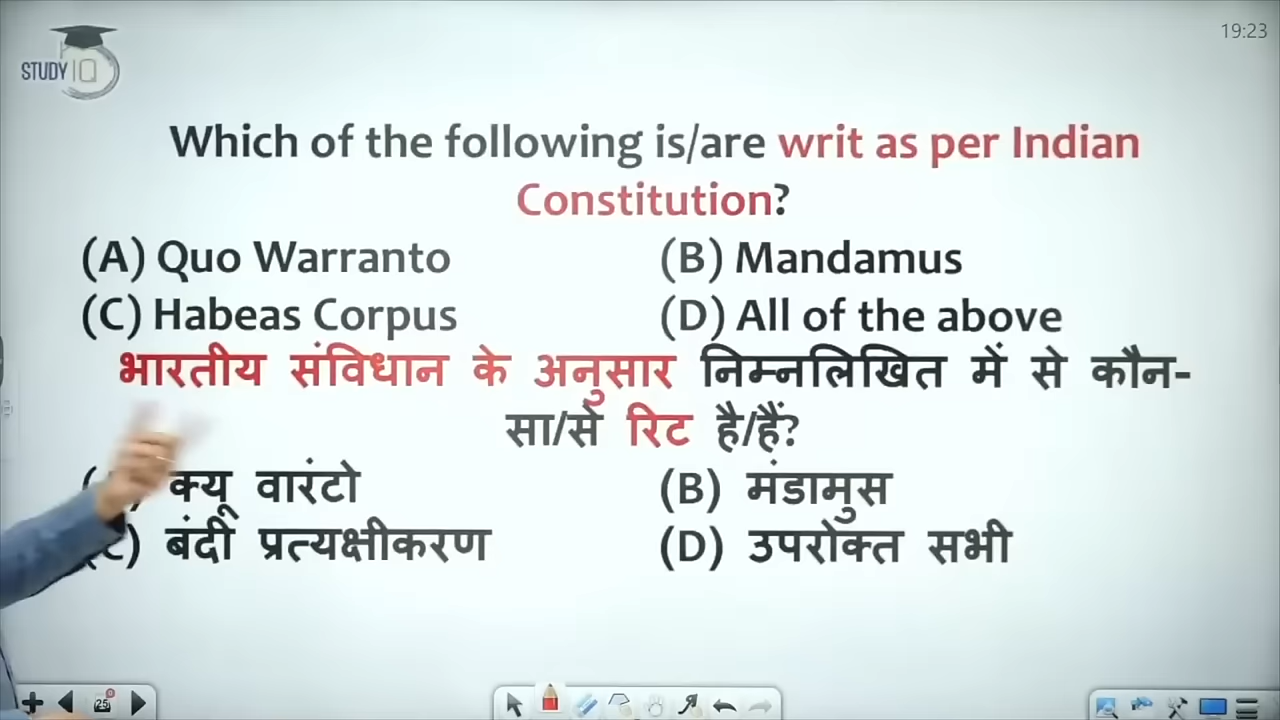 STUDY IQ
19:23
Which of the following is/are writ as per Indian
Constitution?
(A) Quo Warranto (B) Mandamus
(C) Habeas Corpus (D) All of the above
भारतीय संविधान के अनुसार निम्नलिखित में से कौन-
सा/से रिट है/हैं?
क्यू वारंटो (B) मंडामुस
बंदी प्रत्यक्षीकरण (D) उपरोक्त सभी
25